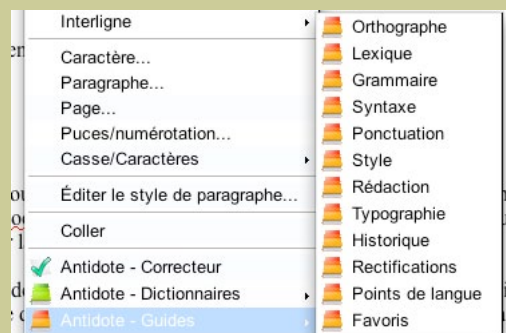 Interligne
Caractère...
Paragraphe...
Page...
Puces/numérotation...
Casse/Caractères
Éditer le style de paragraphe...
Coller
Antidote - Correcteur
Antidote - Dictionnaires
Antidote - Guides
Orthographe
Lexique
Grammaire
Syntaxe
Ponctuation
Style
Rédaction
Typographie
Historique
Rectifications
Points de langue
Favoris